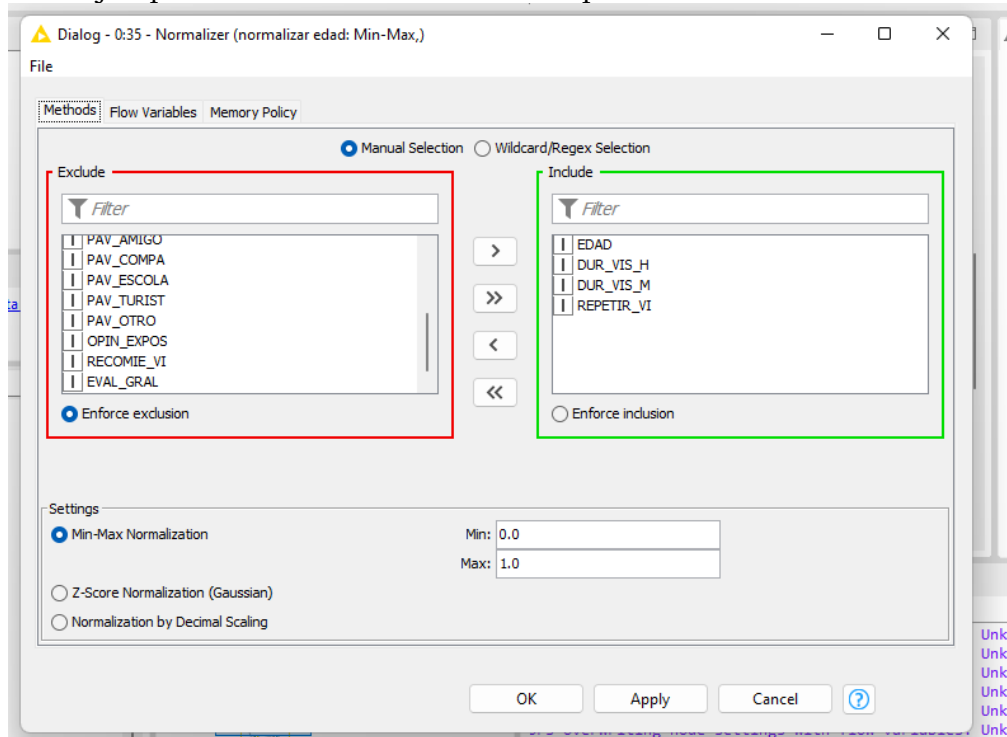 Dialog - 0:35 - Normalizer (normalizar edad: Min-Max,)
File
Methods Flow Variables Memory Policy
Manual Selection Wildcard/Regex Selection
Exclude
Filter
PAV_AMIGO
PAV_COMPA
PAV_ESCOLA
PAV_TURIST
PAV_OTRO
OPIN_EXPOS
RECOMIE_VI
EVAL_GRAL
Enforce exclusion
>
>>
<
<<
Include
Filter
EDAD
DUR_VIS_H
DUR_VIS_M
REPETIR_VI
Enforce inclusion
Settings
Min-Max Normalization
Min: 0.0
Max: 1.0
Z-Score Normalization (Gaussian)
Normalization by Decimal Scaling
OK Apply Cancel ?
ta
Unk
Unk
Unk
Unk
Unk
Unk